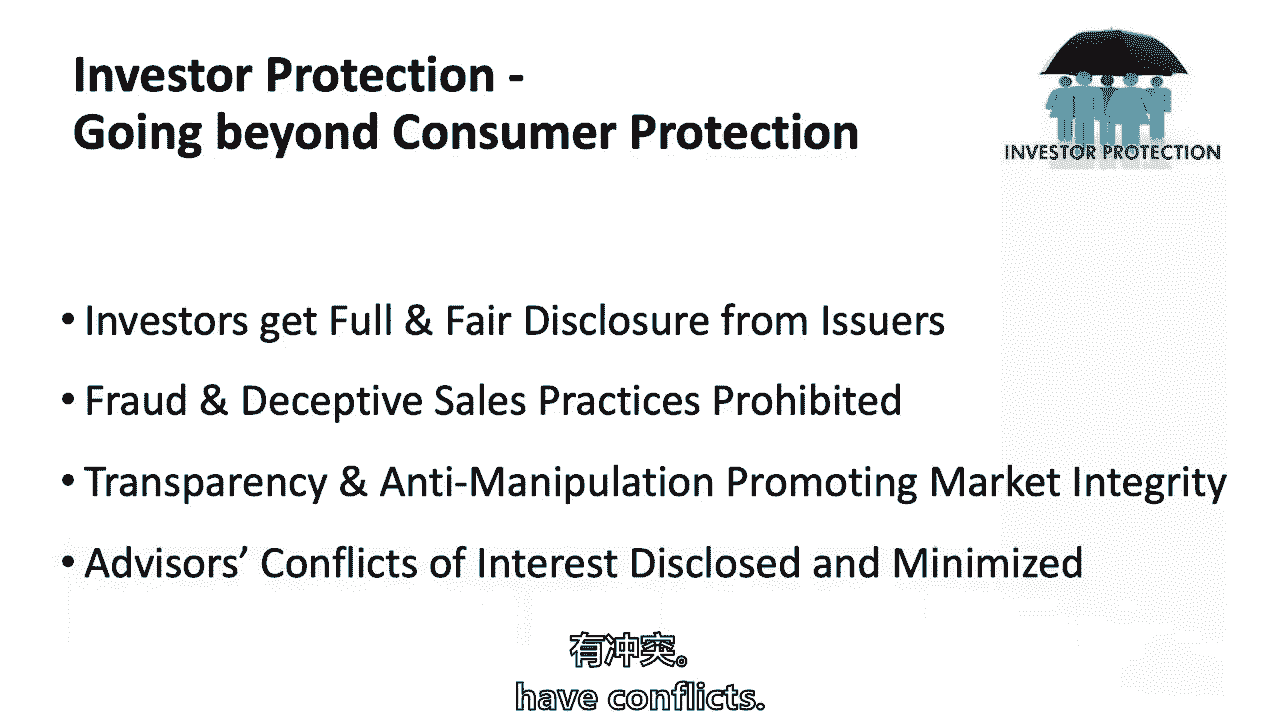 Investor Protection -
Going beyond Consumer Protection
INVESTOR PROTECTION
• Investors get Full & Fair Disclosure from Issuers
• Fraud & Deceptive Sales Practices Prohibited
• Transparency & Anti-Manipulation Promoting Market Integrity
• Advisors’ Conflicts of Interest Disclosed and Minimized
有冲突。
have conflicts.